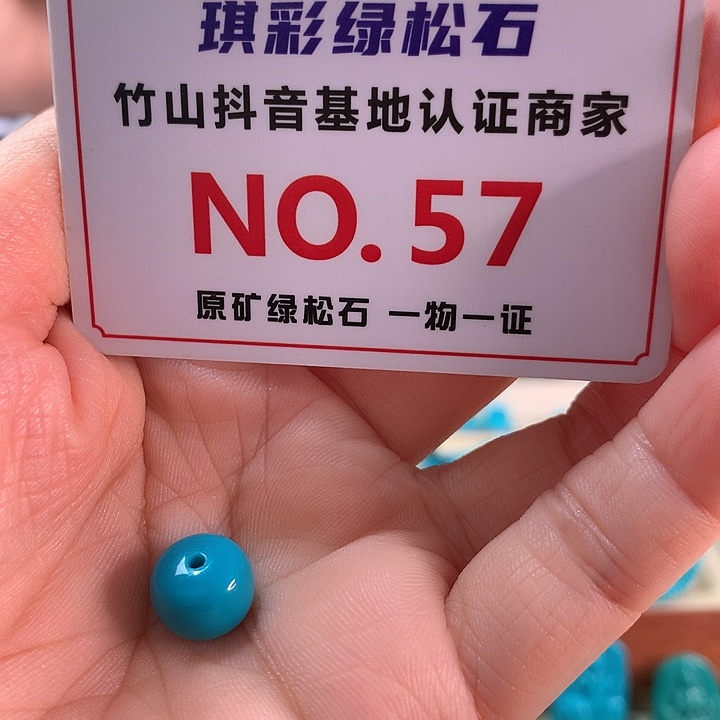 琪彩绿松石
竹山抖音基地认证商家
NO. 57
原矿绿松石 一物一证